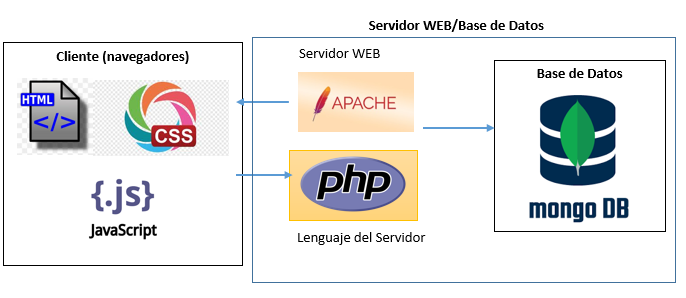 Servidor WEB/Base de Datos
Cliente (navegadores)
HTML
</>
CSS
{.js}
JavaScript
Servidor WEB
APACHE
php
Lenguaje del Servidor
Base de Datos
mongo DB